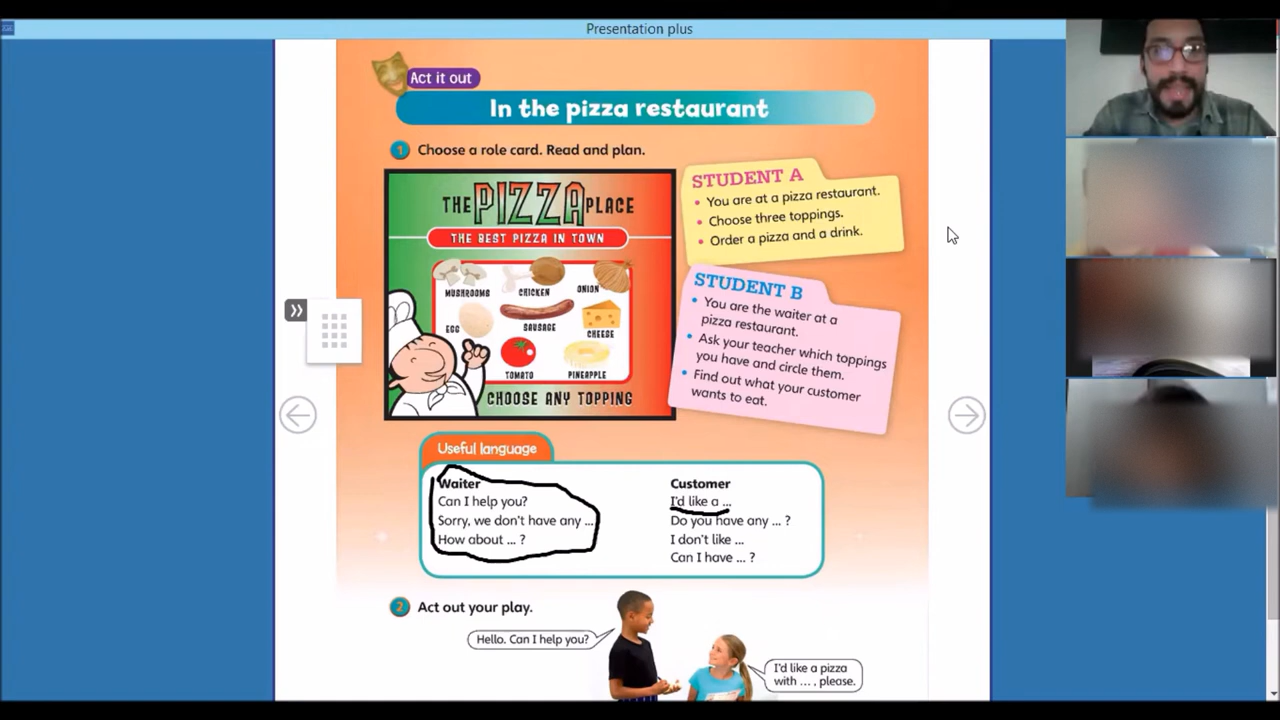 Presentation plus
Act it out
In the pizza restaurant
1 Choose a role card. Read and plan.
THE PIZZA PLACE
THE BEST PIZZA IN TOWN
MUSHROOMS CHICKEN ONION
EGG SAUSAGE CHEESE
TOMATO PINEAPPLE
CHOOSE ANY TOPPING
STUDENT A
• You are at a pizza restaurant.
• Choose three toppings.
• Order a pizza and a drink.
STUDENT B
• You are the waiter at a
pizza restaurant.
• Ask your teacher which toppings
you have and circle them.
• Find out what your customer
wants to eat.
Useful language
Waiter
Can I help you?
Sorry, we don't have any ...
How about ... ?
Customer
I'd like a ...
Do you have any ... ?
I don't like ...
Can I have ... ?
2 Act out your play.
Hello. Can I help you?
I'd like a pizza
with ... , please.